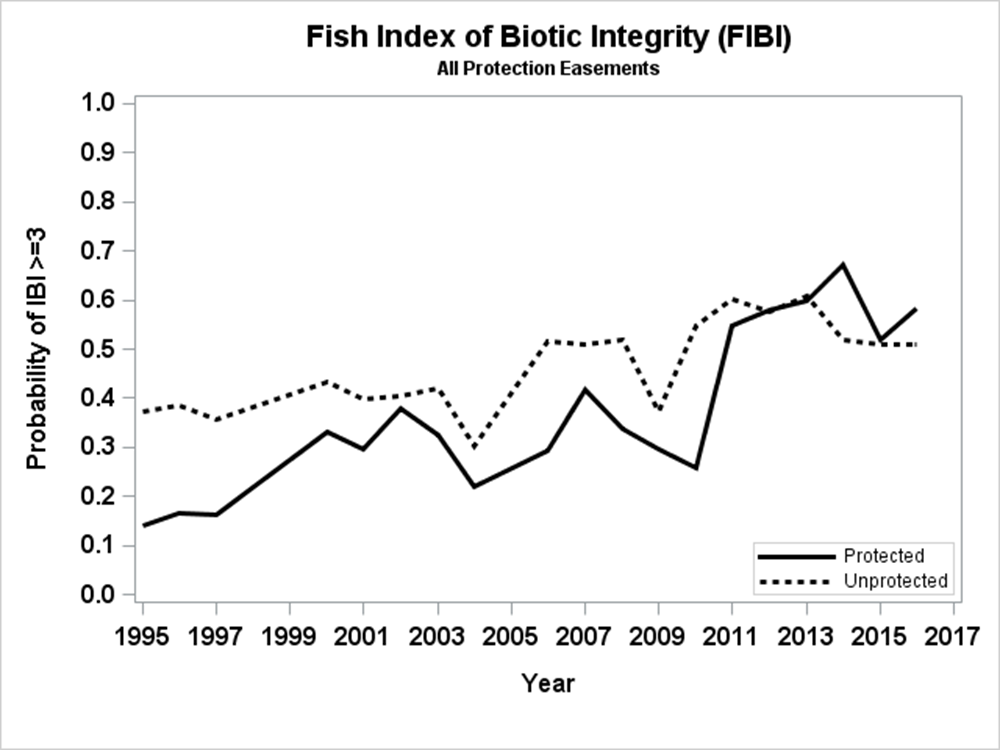 Fish Index of Biotic Integrity (FIBI)
All Protection Easements
Probability of IBI >=3
1.0
0.9
0.8
0.7
0.6
0.5
0.4
0.3
0.2
0.1
0.0
Protected
Unprotected
1995 1997 1999 2001 2003 2005 2007 2009 2011 2013 2015 2017
Year